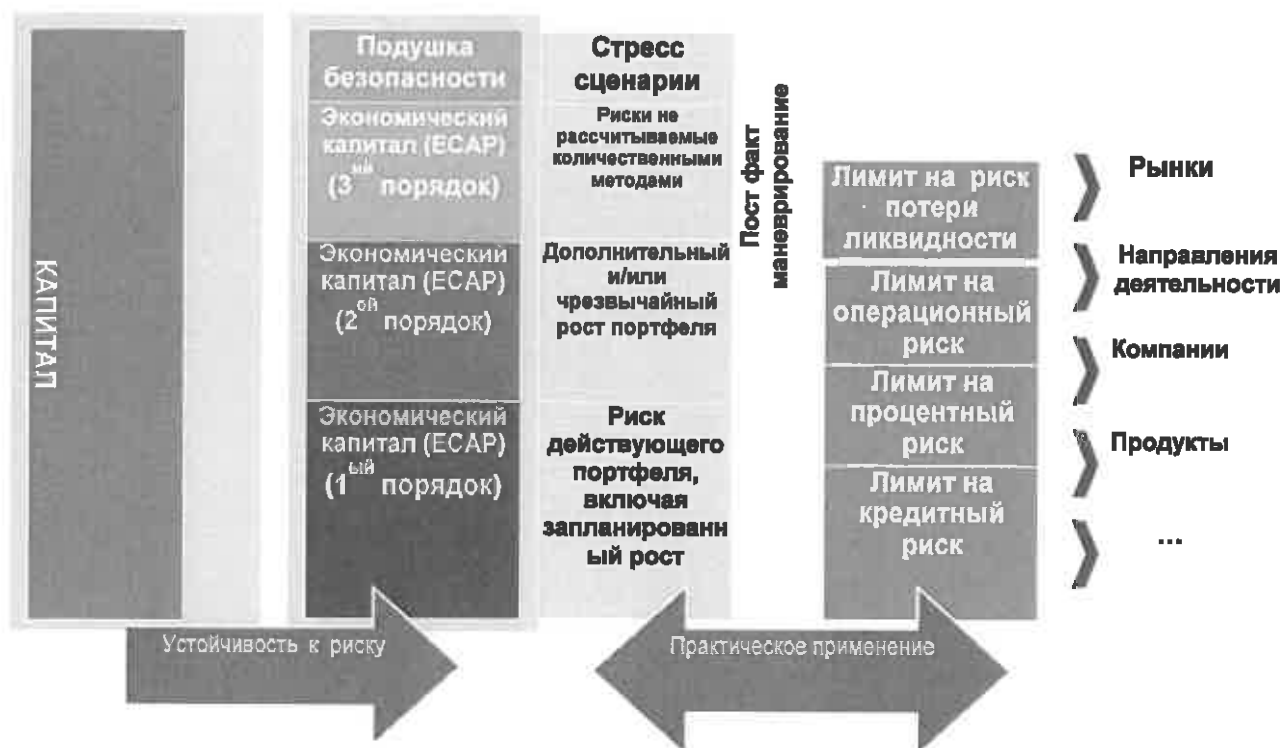 КАПИТАЛ
Подушка
безопасности
Экономический
капитал (ECAP)
(3ий порядок)
Экономический
капитал (ECAP)
(2ой порядок)
Экономический
капитал (ECAP)
(1ый порядок)
Стресс
сценарии
Риски не
рассчитываемые
количественными
методами
Дополнительный
и/или
чрезвычайный
рост портфеля
Риск
действующего
портфеля,
включая
запланированн
ый рост
Пост факт
маневрирование
Лимит на риск
потери
ликвидности
Лимит на
операционный
риск
Лимит на
процентный
риск
Лимит на
кредитный
риск
Рынки
Направления
деятельности
Компании
Продукты
...
Устойчивость к риску
Практическое применение